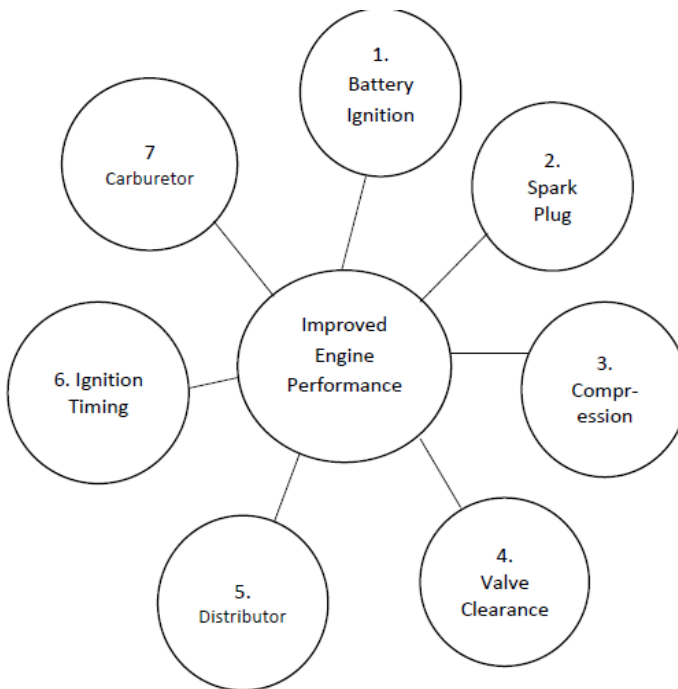 1.
Battery
Ignition
2.
Spark
Plug
3.
Compr-
ession
4.
Valve
Clearance
5.
Distributor
6. Ignition
Timing
7
Carburetor
Improved
Engine
Performance